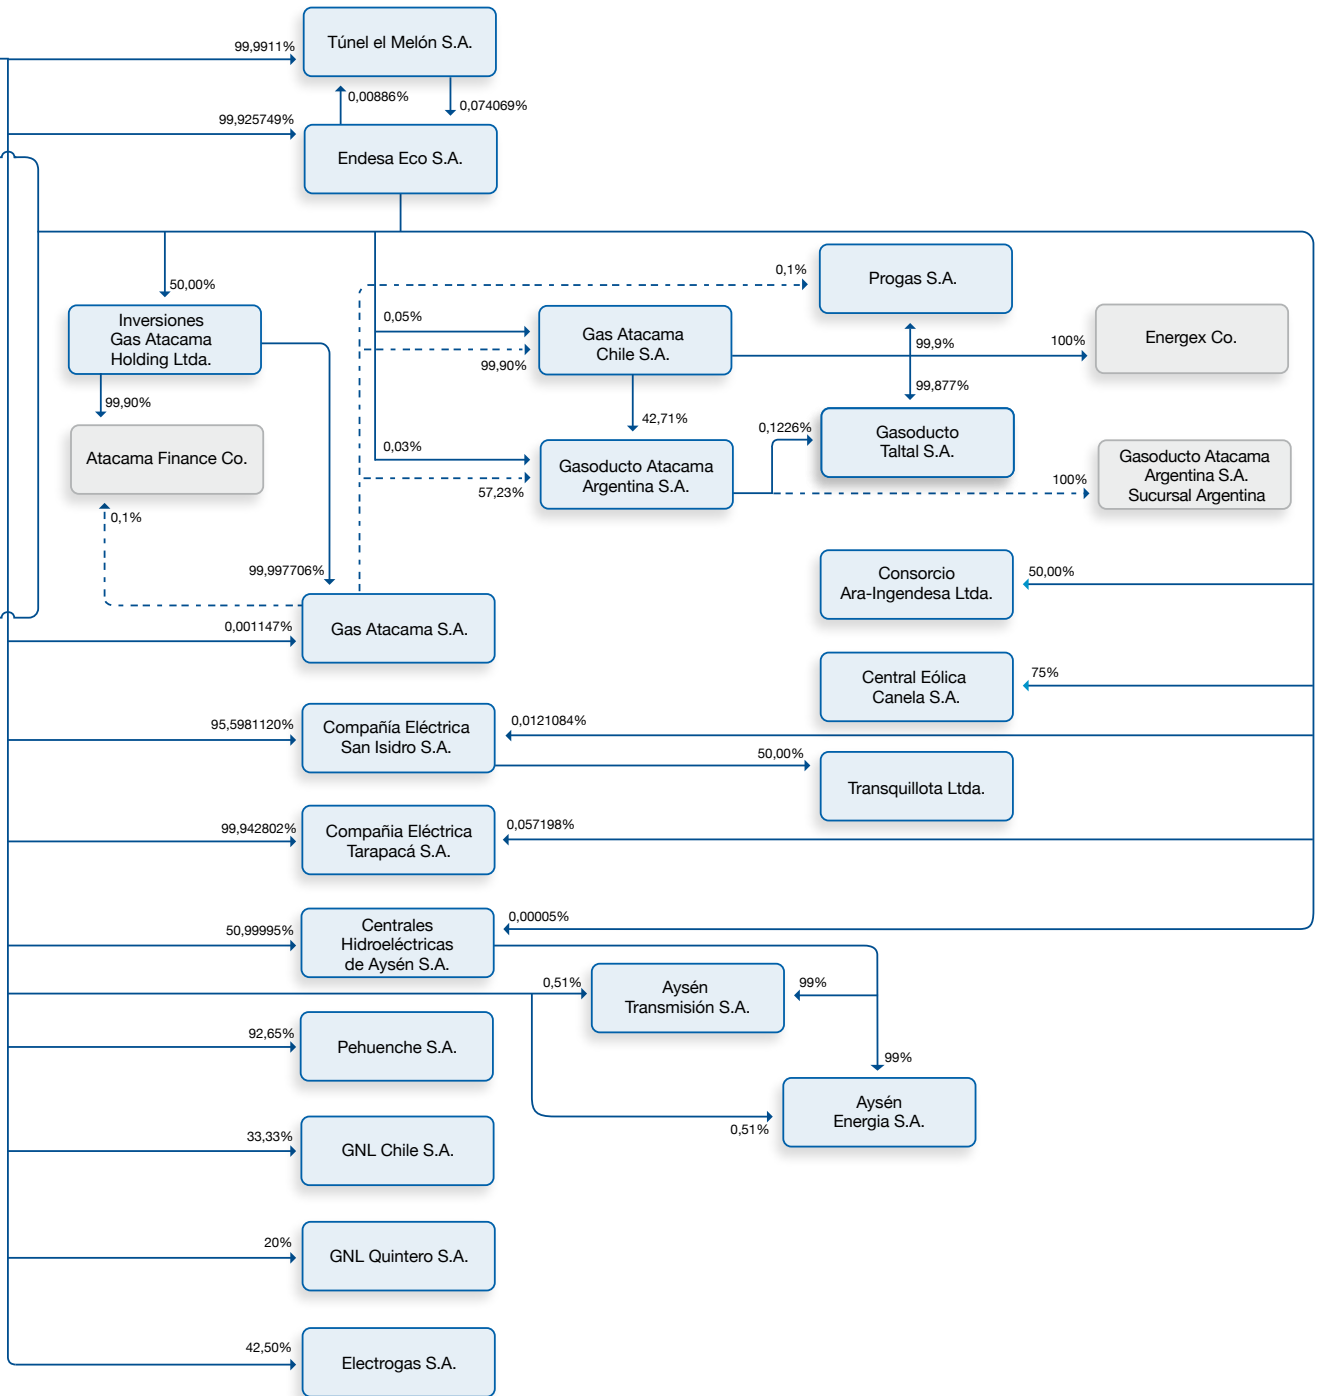 Túnel el Melón S.A.
99,9911%
0,00886%
0,074069%
99,925749%
Endesa Eco S.A.
50,00%
0,1%
Progas S.A.
Inversiones
Gas Atacama
Holding Ltda.
0,05%
Gas Atacama
Chile S.A.
99,90%
99,9%
100%
Energex Co.
99,877%
99,90%
42,71%
Atacama Finance Co.
0,03%
57,23%
Gasoducto Atacama
Argentina S.A.
0,1226%
Gasoducto
Taltal S.A.
100%
Gasoducto Atacama
Argentina S.A.
Sucursal Argentina
0,1%
99,997706%
Consorcio
Ara-Ingendesa Ltda.
50,00%
0,001147%
Gas Atacama S.A.
Central Eólica
Canela S.A.
75%
95,5981120%
Compañía Eléctrica
San Isidro S.A.
0,0121084%
50,00%
Transquillota Ltda.
99,942802%
Compañia Eléctrica
Tarapacá S.A.
0,057198%
50,99995%
Centrales
Hidroeléctricas
de Aysén S.A.
0,00005%
0,51%
Aysén
Transmisión S.A.
99%
92,65%
Pehuenche S.A.
99%
0,51%
Aysén
Energia S.A.
33,33%
GNL Chile S.A.
20%
GNL Quintero S.A.
42,50%
Electrogas S.A.